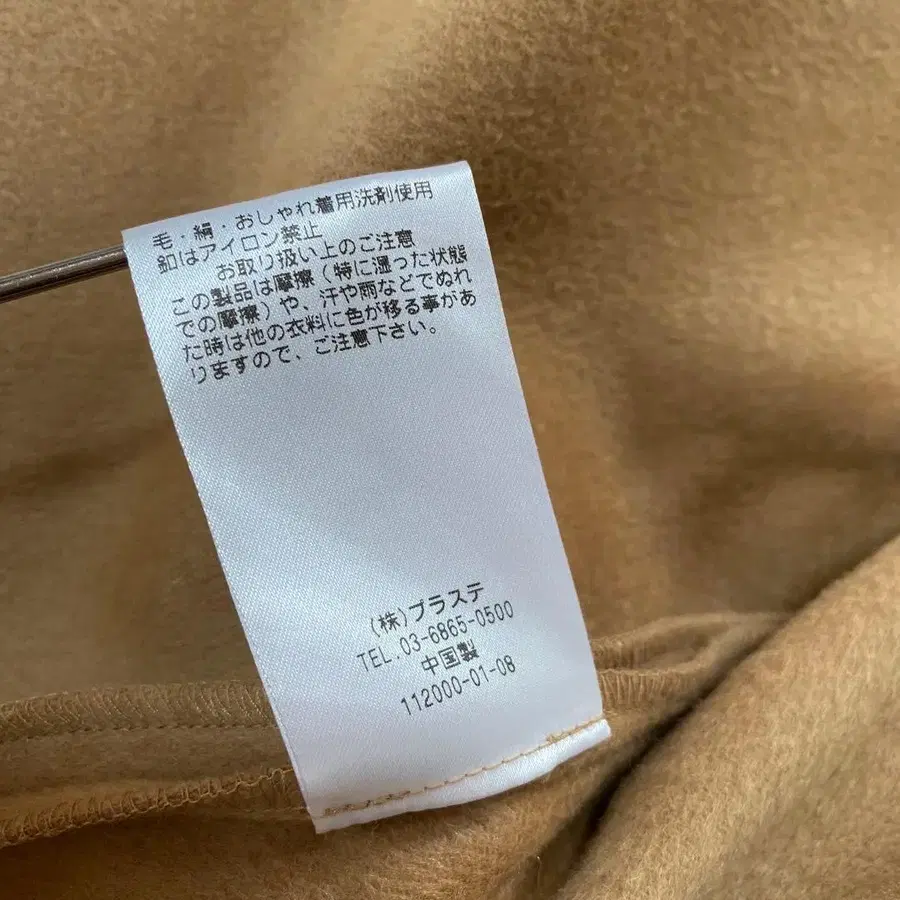 毛・絹・おしゃれ着用洗剤使用
釦はアイロン禁止
お取り扱い上のご注意
この製品は摩擦(特に湿った状態
での摩擦)や、汗や雨などでぬれ
た時は他の衣料に色が移る事があ
りますので、ご注意下さい。
(株)プラステ
TEL.03-6865-0500
中国製
112000-01-08